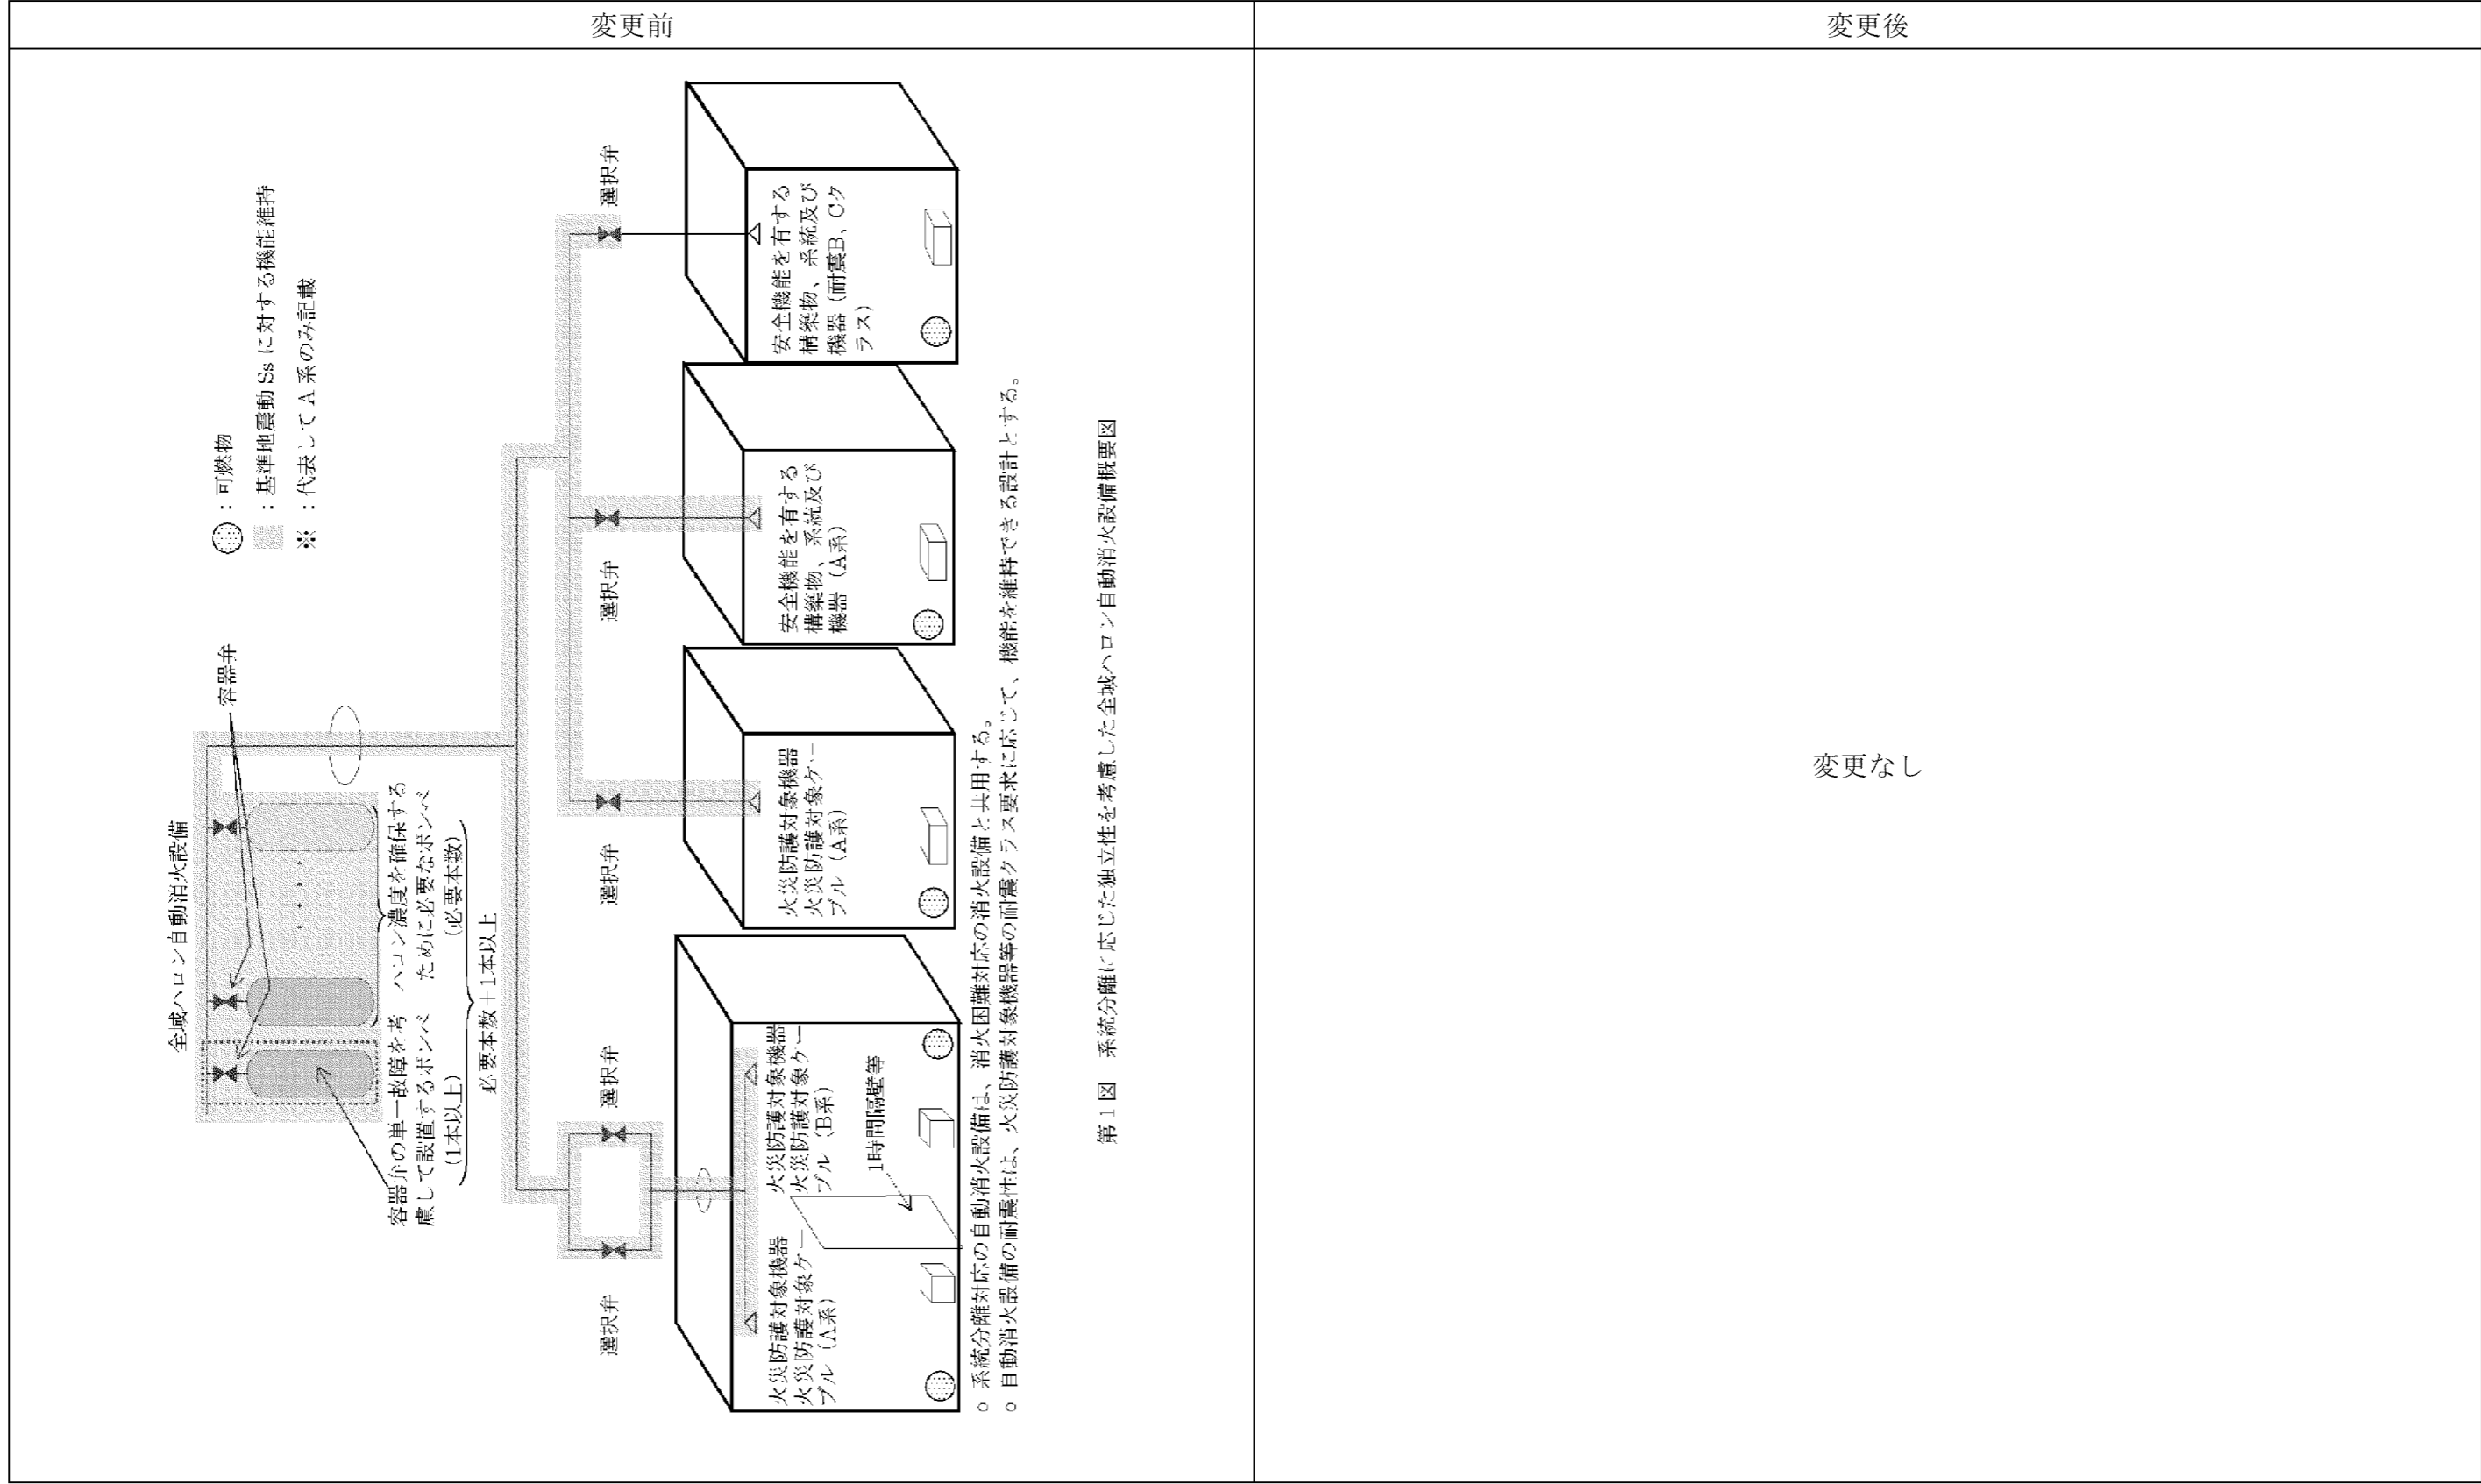 変更前
変更後
全域ハロン自動消火設備
容器弁
：可燃物
：基準地震動 Ss に対する機能維持
※：代表して A 系のみ記載
容器弁の単一故障を考
慮して設置するボンベ
(1本以上)
ハロン濃度を確保する
ために必要なボンベ
(必要本数)
必要本数＋1本以上
選択弁
選択弁
選択弁
選択弁
選択弁
火災防護対象機器
火災防護対象ケー
ブル（A系）
火災防護対象機器
火災防護対象ケー
ブル（B系）
1時間隔壁等
火災防護対象機器
火災防護対象ケー
ブル（A系）
安全機能を有する
構築物、系統及び
機器（A系）
安全機能を有する
構築物、系統及び
機器（耐震B、Cク
ラス）
○ 系統分離対応の自動消火設備は、消火困難対応の消火設備と共用する。
○ 自動消火設備の耐震性は、火災防護対象機器等の耐震クラス要求に応じて、機能を維持できる設計とする。
第1図 系統分離に応じた独立性を考慮した全域ハロン自動消火設備概要図
変更なし